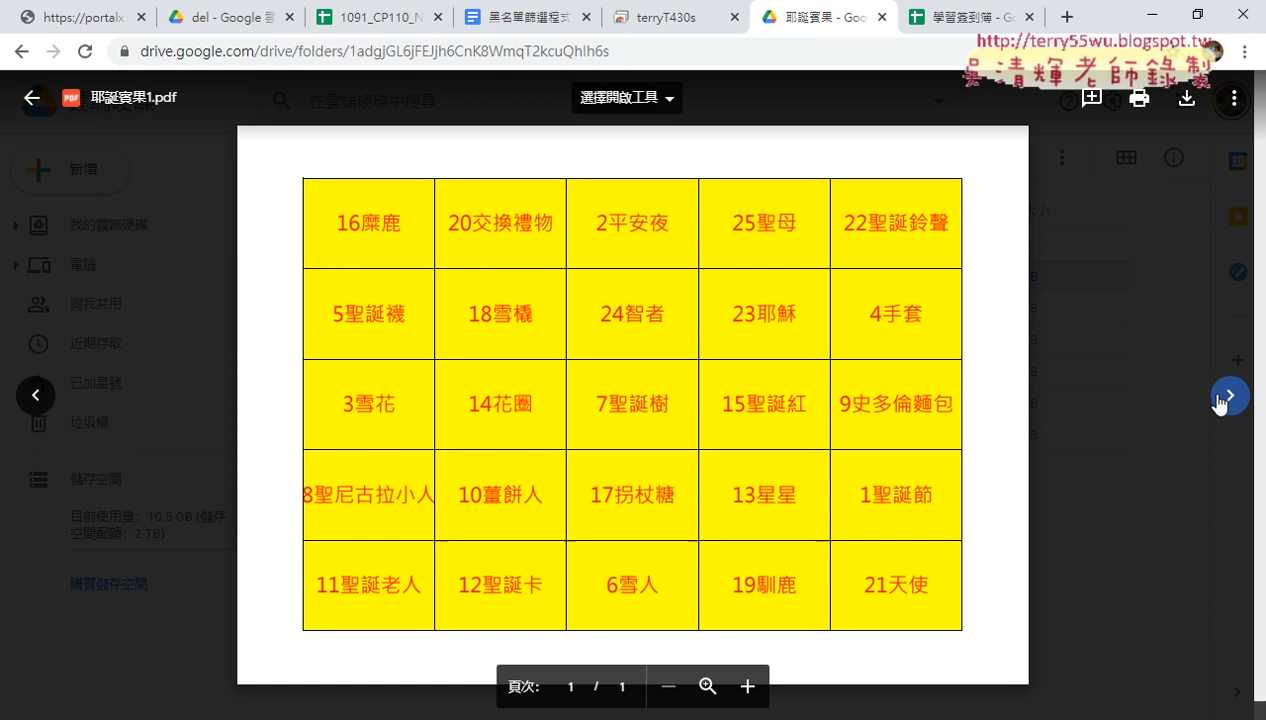 https://portalx.
del - Google 雲
1091_CP110_N
黑名單篩選程式
terryT430s
耶誕賓果 - Goo
學習簽到簿 - G
drive.google.com/drive/folders/1adgjGL6jFEJjh6CnK8WmqT2kcuQhIh6s
http://terry55wu.blogspot.tw
吳清輝老師錄製
PDF
耶誕賓果1.pdf
在雲端硬碟中搜尋
選擇開啟工具
新增
我的雲端硬碟
電腦
與我共用
近期存取
已加星號
垃圾桶
儲存空間
目前使用量：10.5 GB (儲存
空間配額：2 TB)
購買儲存空間
16糜鹿 20交換禮物 2平安夜 25聖母 22聖誕鈴聲
5聖誕襪 18雪橇 24智者 23耶穌 4手套
3雪花 14花圈 7聖誕樹 15聖誕紅 9史多倫麵包
8聖尼古拉小人 10薑餅人 17拐杖糖 13星星 1聖誕節
11聖誕老人 12聖誕卡 6雪人 19馴鹿 21天使
頁次： 1 / 1